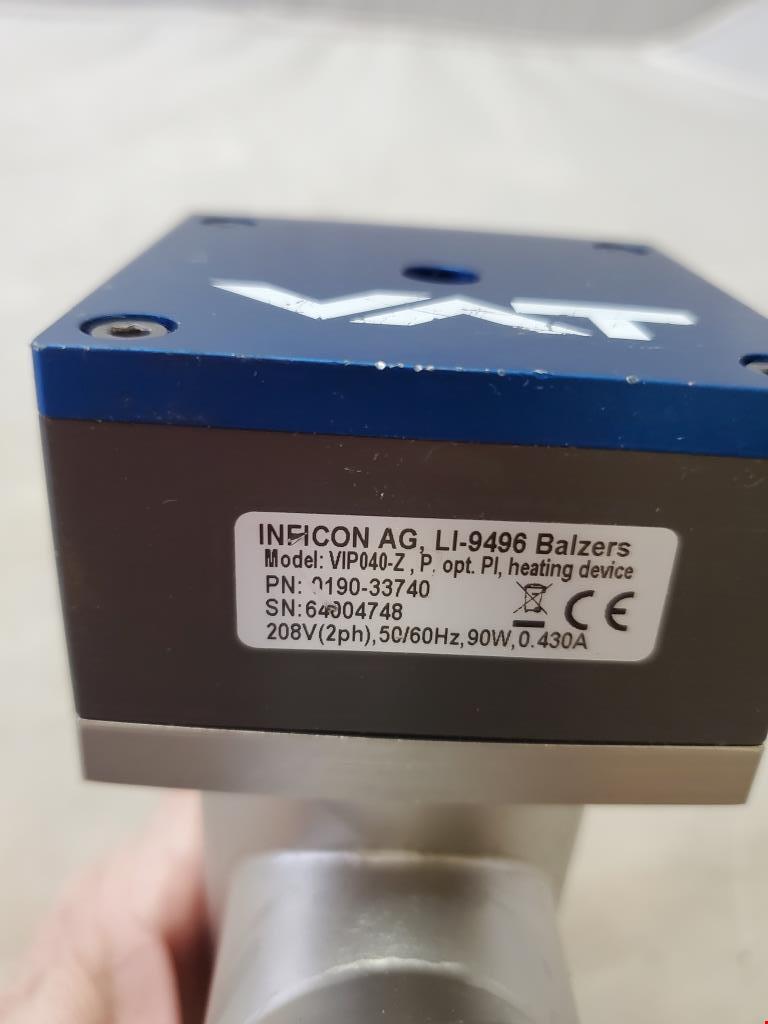 VAT
INFICON AG, LI-9496 Balzers
Model: VIP040-Z , P, opt. PI, heating device
PN: 0190-33740
SN:64004748
208V(2ph),50/60Hz,90W,0.430A
CE